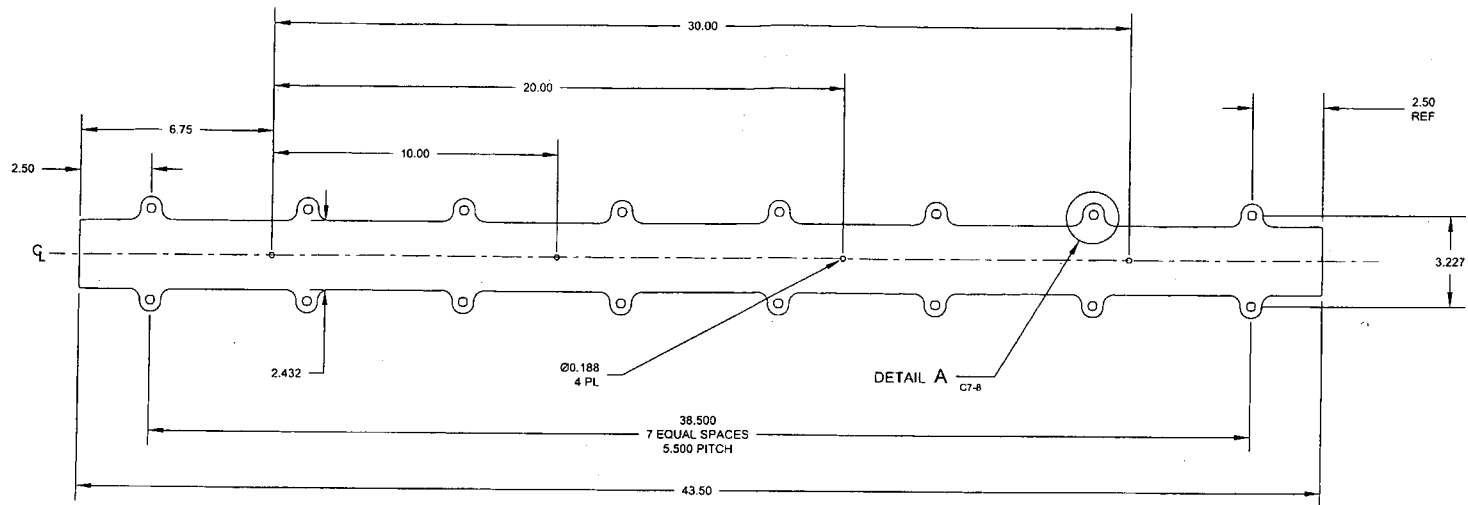 30.00
20.00
2.50
REF
6.75
10.00
2.50
℄
3.227
2.432
Ø0.188
4 PL
DETAIL A
C7-8
38.500
7 EQUAL SPACES
5.500 PITCH
43.50